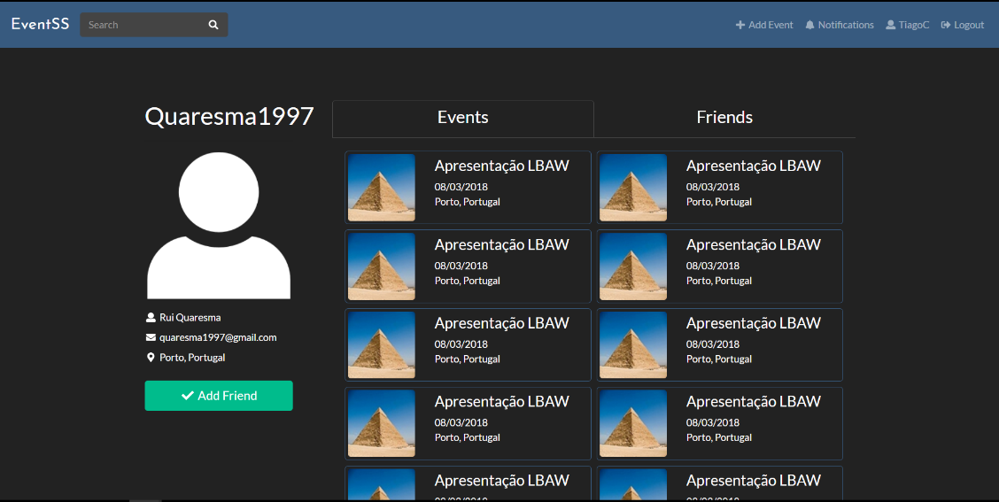 EventSS
Search
Add Event
Notifications
TiagoC
Logout
Quaresma1997
Rui Quaresma
quaresma1997@gmail.com
Porto, Portugal
Add Friend
Events
Friends
Apresentação LBAW
08/03/2018
Porto, Portugal
Apresentação LBAW
08/03/2018
Porto, Portugal
Apresentação LBAW
08/03/2018
Porto, Portugal
Apresentação LBAW
08/03/2018
Porto, Portugal
Apresentação LBAW
08/03/2018
Porto, Portugal
Apresentação LBAW
08/03/2018
Porto, Portugal
Apresentação LBAW
08/03/2018
Porto, Portugal
Apresentação LBAW
08/03/2018
Porto, Portugal
Apresentação LBAW
Apresentação LBAW